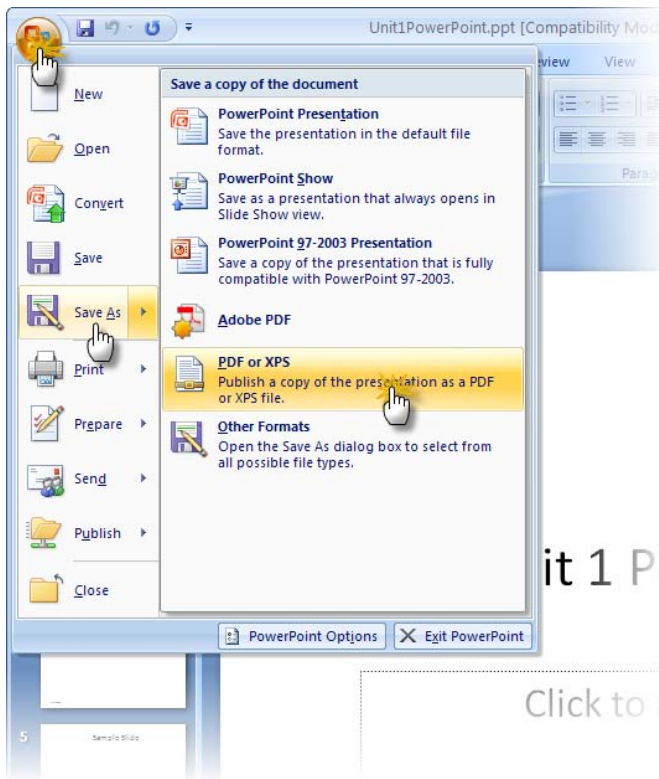 Unit1PowerPoint.ppt [Compatibility Mod
view View
New
Open
Convert
Save
Save As
Print
Prepare
Send
Publish
Close
Save a copy of the document
PowerPoint Presentation
Save the presentation in the default file
format.
PowerPoint Show
Save as a presentation that always opens in
Slide Show view.
PowerPoint 97-2003 Presentation
Save a copy of the presentation that is fully
compatible with PowerPoint 97-2003.
Adobe PDF
PDF or XPS
Publish a copy of the presentation as a PDF
or XPS file.
Other Formats
Open the Save As dialog box to select from
all possible file types.
Parag
PowerPoint Options Exit PowerPoint
it 1 P
Click to
5
Sample Slide